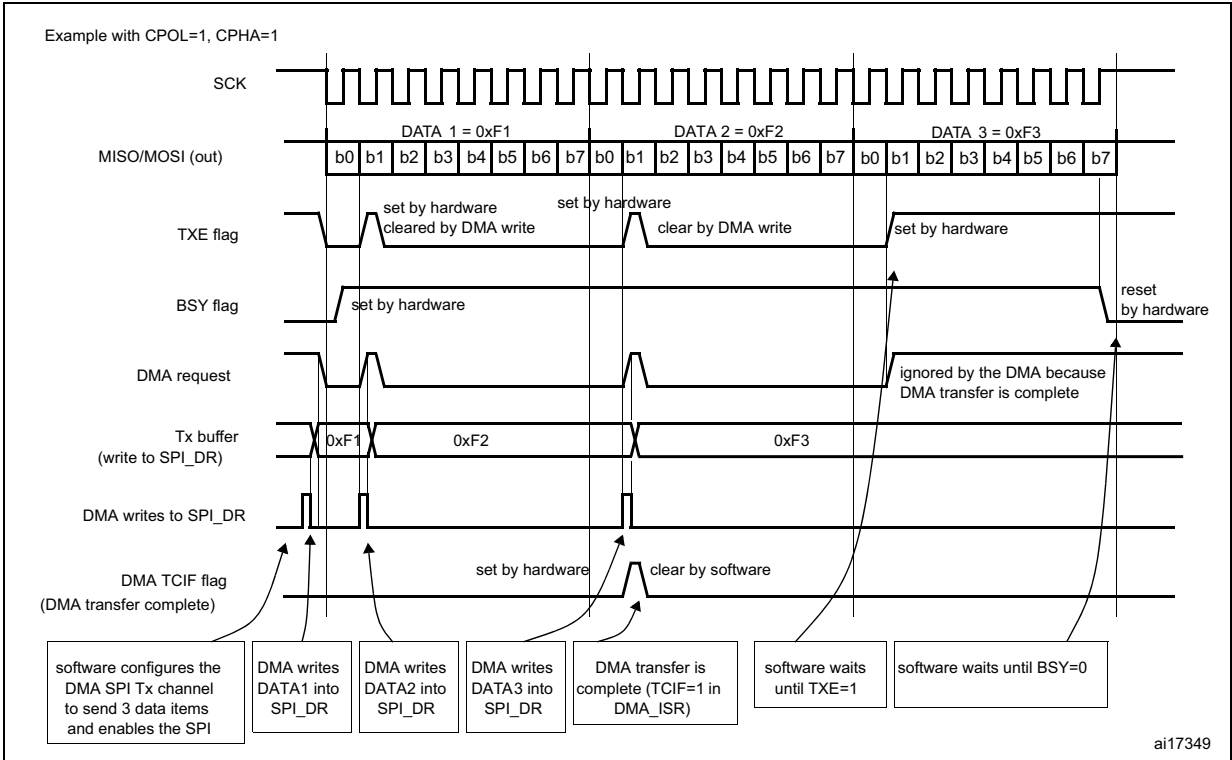 Example with CPOL=1, CPHA=1
SCK
DATA 1 = 0xF1
DATA 2 = 0xF2
DATA 3 = 0xF3
MISO/MOSI (out)
b0 b1 b2 b3 b4 b5 b6 b7 b0 b1 b2 b3 b4 b5 b6 b7 b0 b1 b2 b3 b4 b5 b6 b7
TXE flag
set by hardware
cleared by DMA write
set by hardware
clear by DMA write
set by hardware
BSY flag
set by hardware
reset
by hardware
DMA request
ignored by the DMA because
DMA transfer is complete
Tx buffer
(write to SPI_DR)
0xF1
0xF2
0xF3
DMA writes to SPI_DR
DMA TCIF flag
(DMA transfer complete)
set by hardware
clear by software
software configures the
DMA SPI Tx channel
to send 3 data items
and enables the SPI
DMA writes
DATA1 into
SPI_DR
DMA writes
DATA2 into
SPI_DR
DMA writes
DATA3 into
SPI_DR
DMA transfer is
complete (TCIF=1 in
DMA_ISR)
software waits
until TXE=1
software waits until BSY=0
ai17349